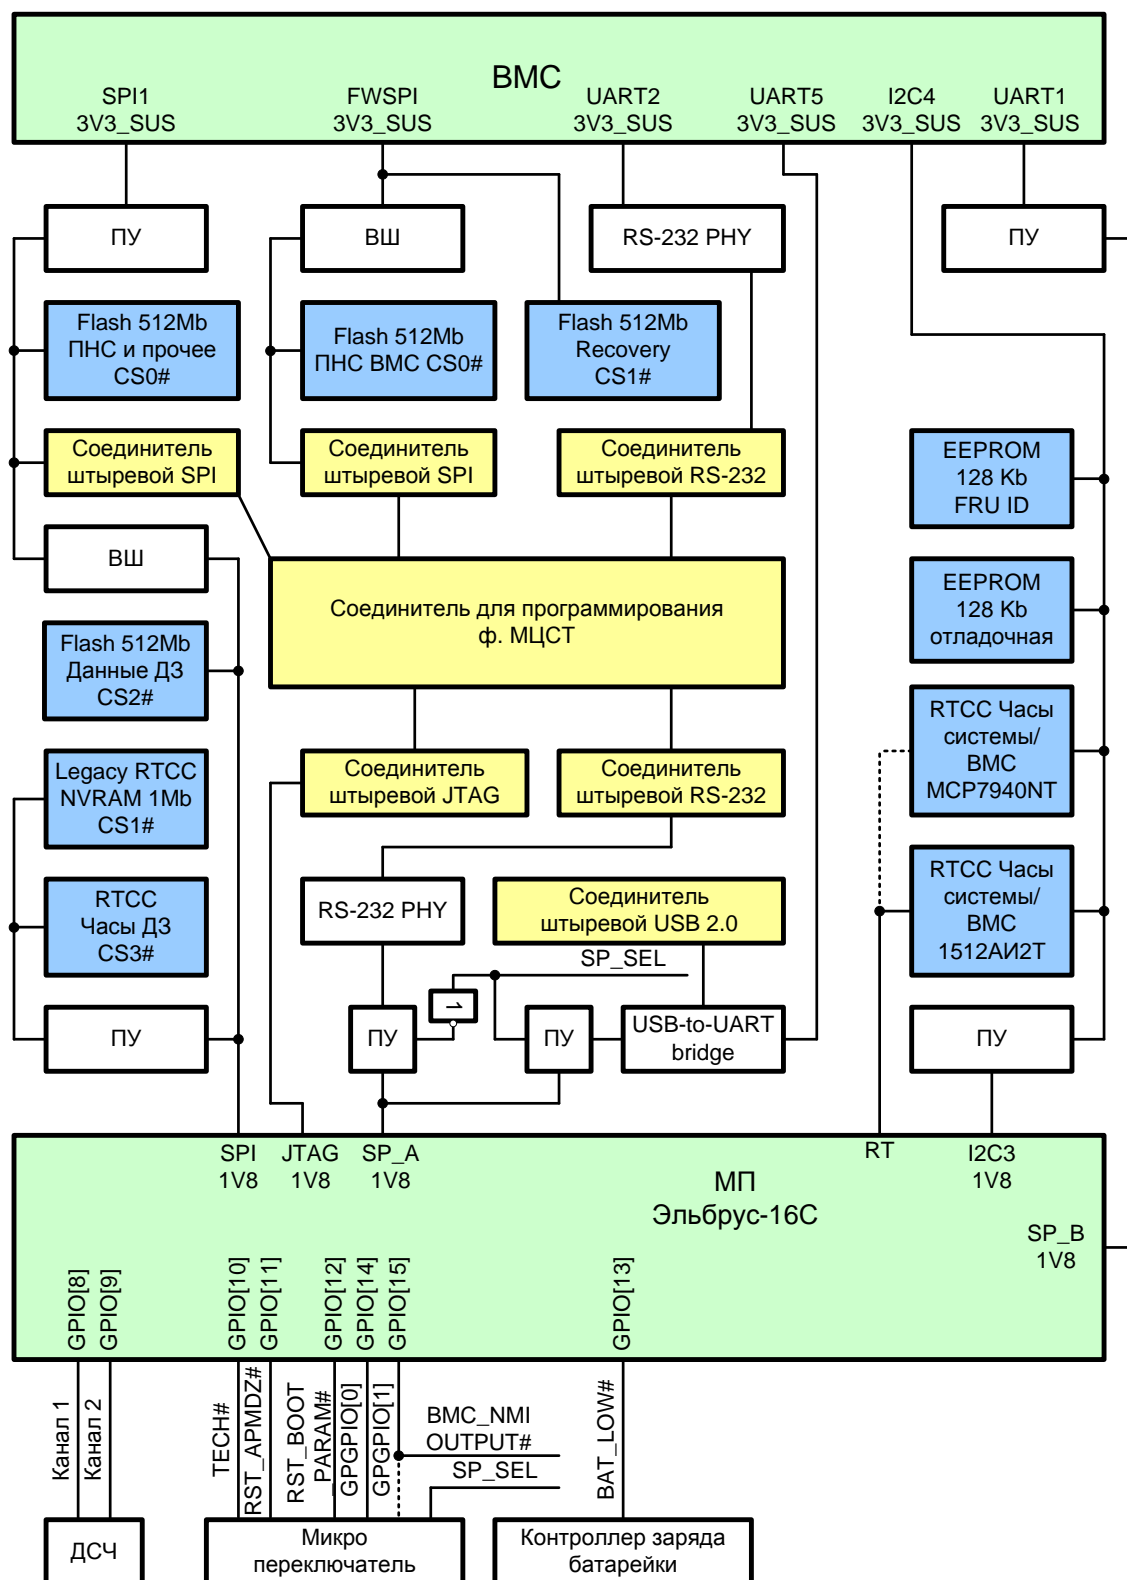 BMC
SPI1
3V3_SUS
FWSPI
3V3_SUS
UART2
3V3_SUS
UART5
3V3_SUS
I2C4
3V3_SUS
UART1
3V3_SUS
ПУ
ВШ
RS-232 PHY
ПУ
Flash 512Mb
ПНС и прочее
CS0#
Flash 512Mb
ПНС BMC CS0#
Flash 512Mb
Recovery
CS1#
Соединитель
штыревой SPI
Соединитель
штыревой SPI
Соединитель
штыревой RS-232
EEPROM
128 Kb
FRU ID
ВШ
Соединитель для программирования
ф. МЦСТ
EEPROM
128 Kb
отладочная
Flash 512Mb
Данные ДЗ
CS2#
RTCC Часы
системы/
BMC
MCP7940NT
Legacy RTCC
NVRAM 1Mb
CS1#
Соединитель
штыревой JTAG
Соединитель
штыревой RS-232
RTCC
Часы ДЗ
CS3#
RS-232 PHY
Соединитель
штыревой USB 2.0
RTCC Часы
системы/
BMC
1512АИ2Т
SP_SEL
1
ПУ
ПУ
ПУ
USB-to-UART
bridge
ПУ
SPI
1V8
JTAG
1V8
SP_A
1V8
RT
I2C3
1V8
МП
Эльбрус-16С
SP_B
1V8
GPIO[8]
GPIO[9]
GPIO[10]
GPIO[11]
GPIO[12]
GPIO[14]
GPIO[15]
GPIO[13]
Канал 1
Канал 2
TECH#
RST_APMDZ#
RST_BOOT
_PARAM#
GPGPIO[0]
GPGPIO[1]
BMC_NMI
OUTPUT#
SP_SEL
BAT_LOW#
ДСЧ
Микро
переключатель
Контроллер заряда
батарейки